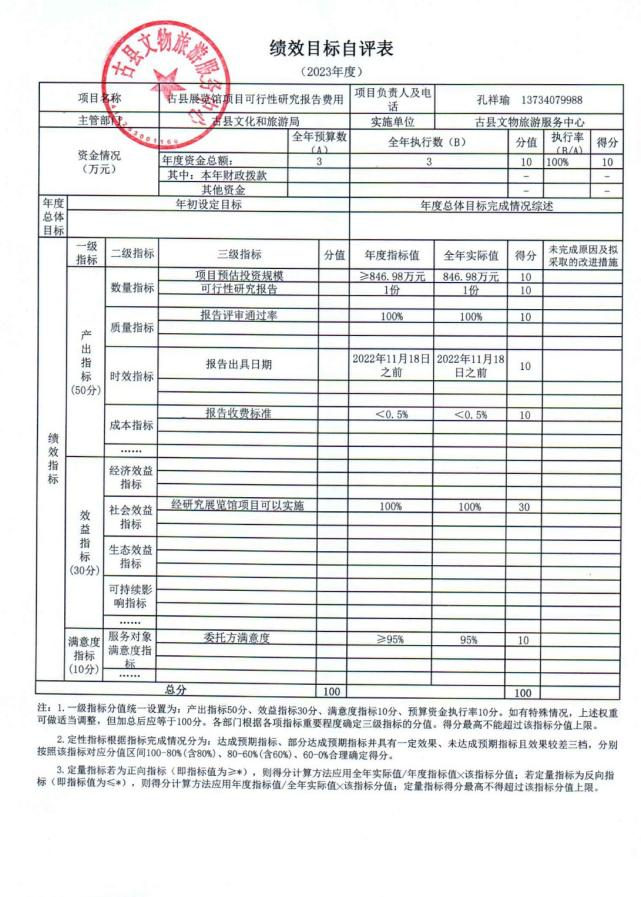 绩效目标自评表
（2023年度）
古县文物旅游服务中心
项目名称 古县展览馆项目可行性研究报告费用 项目负责人及电话 孔祥瑜 13734079988
主管部门 古县文化和旅游局 实施单位 古县文物旅游服务中心
资金情况（万元） 全年预算数（A） 全年执行数（B） 分值 执行率（B/A） 得分
年度资金总额： 3 3 10 100% 10
其中：本年财政拨款 － －
其他资金 － －
年度总体目标 年初设定目标 年度总体目标完成情况综述
绩效指标 一级指标 二级指标 三级指标 分值 年度指标值 全年实际值 得分 未完成原因及拟采取的改进措施
产出指标（50分） 数量指标 项目预估投资规模 ≥846.98万元 846.98万元 10
可行性研究报告 1份 1份 10
质量指标 报告评审通过率 100% 100% 10
时效指标 报告出具日期 2022年11月18日之前 2022年11月18日之前 10
成本指标 报告收费标准 <0.5% <0.5% 10
……
效益指标（30分） 经济效益指标
社会效益指标 经研究展览馆项目可以实施 100% 100% 30
生态效益指标
可持续影响指标
……
满意度指标（10分） 服务对象满意度指标 委托方满意度 ≥95% 95% 10
……
总分 100 100
注：1.一级指标分值统一设置为：产出指标50分、效益指标30分、满意度指标10分、预算资金执行率10分。如有特殊情况，上述权重
可做适当调整，但加总后应等于100分。各部门根据各项指标重要程度确定三级指标的分值。得分最高不能超过该指标分值上限。
2.定性指标根据指标完成情况分为：达成预期指标、部分达成预期指标并具有一定效果、未达成预期指标且效果较差三档，分别
按照该指标对应分值区间100-80%(含80%)、80-60%(含60%)、60-0%合理确定得分。
3.定量指标若为正向指标（即指标值为≥*），则得分计算方法应用全年实际值/年度指标值×该指标分值；若定量指标为反向指
标（即指标值为≤*），则得分计算方法应用年度指标值/全年实际值×该指标分值；定量指标得分最高不得超过该指标分值上限。